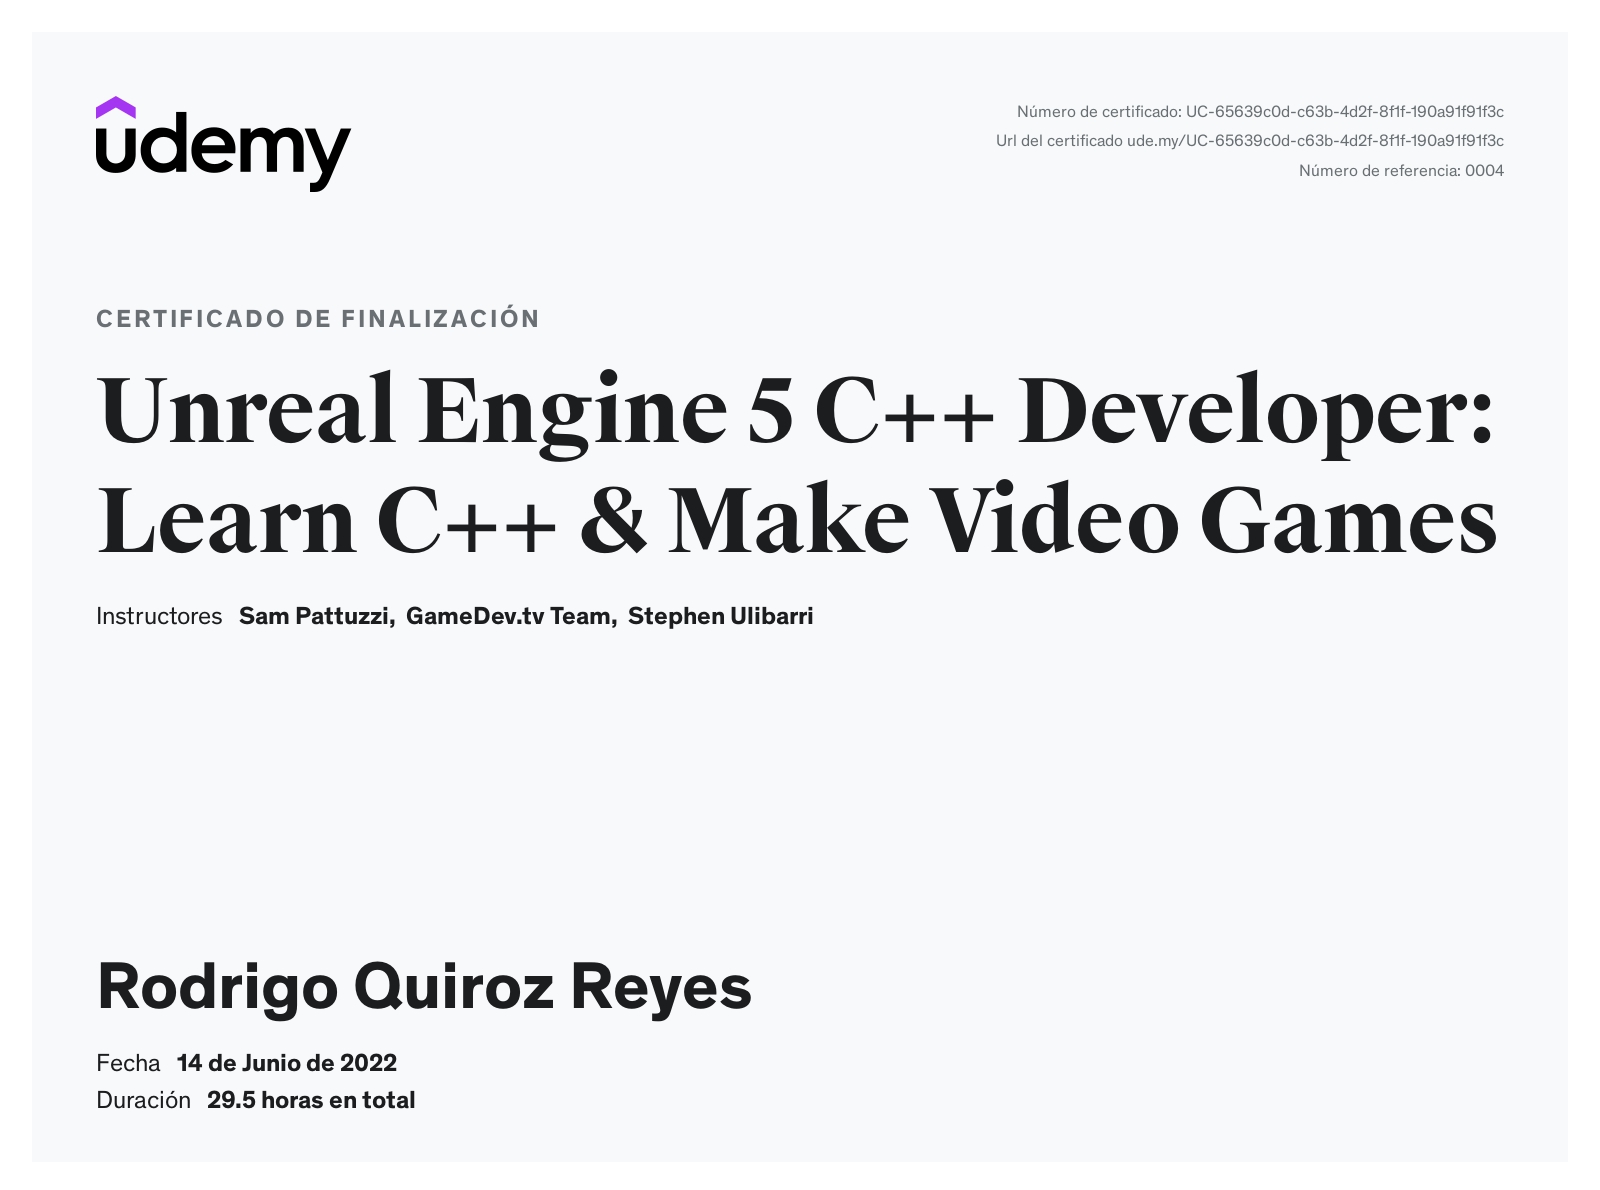 udemy
Número de certificado: UC-65639c0d-c63b-4d2f-8f1f-190a91f91f3c
Url del certificado ude.my/UC-65639c0d-c63b-4d2f-8f1f-190a91f91f3c
Número de referencia: 0004
CERTIFICADO DE FINALIZACIÓN
Unreal Engine 5 C++ Developer:
Learn C++ & Make Video Games
Instructores Sam Pattuzzi, GameDev.tv Team, Stephen Ulibarri
Rodrigo Quiroz Reyes
Fecha 14 de Junio de 2022
Duración 29.5 horas en total